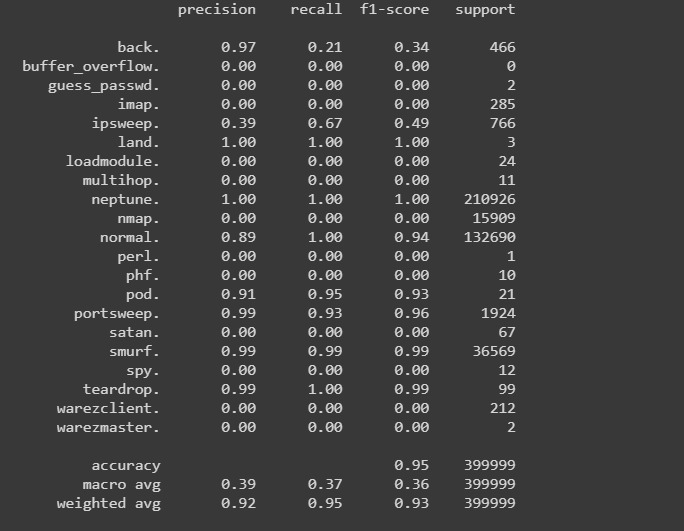 precision recall f1-score support
back. 0.97 0.21 0.34 466
buffer_overflow. 0.00 0.00 0.00 0
guess_passwd. 0.00 0.00 0.00 2
imap. 0.00 0.00 0.00 285
ipsweep. 0.39 0.67 0.49 766
land. 1.00 1.00 1.00 3
loadmodule. 0.00 0.00 0.00 24
multihop. 0.00 0.00 0.00 11
neptune. 1.00 1.00 1.00 210926
nmap. 0.00 0.00 0.00 15909
normal. 0.89 1.00 0.94 132690
perl. 0.00 0.00 0.00 1
phf. 0.00 0.00 0.00 10
pod. 0.91 0.95 0.93 21
portsweep. 0.99 0.93 0.96 1924
satan. 0.00 0.00 0.00 67
smurf. 0.99 0.99 0.99 36569
spy. 0.00 0.00 0.00 12
teardrop. 0.99 1.00 0.99 99
warezclient. 0.00 0.00 0.00 212
warezmaster. 0.00 0.00 0.00 2
accuracy 0.95 399999
macro avg 0.39 0.37 0.36 399999
weighted avg 0.92 0.95 0.93 399999